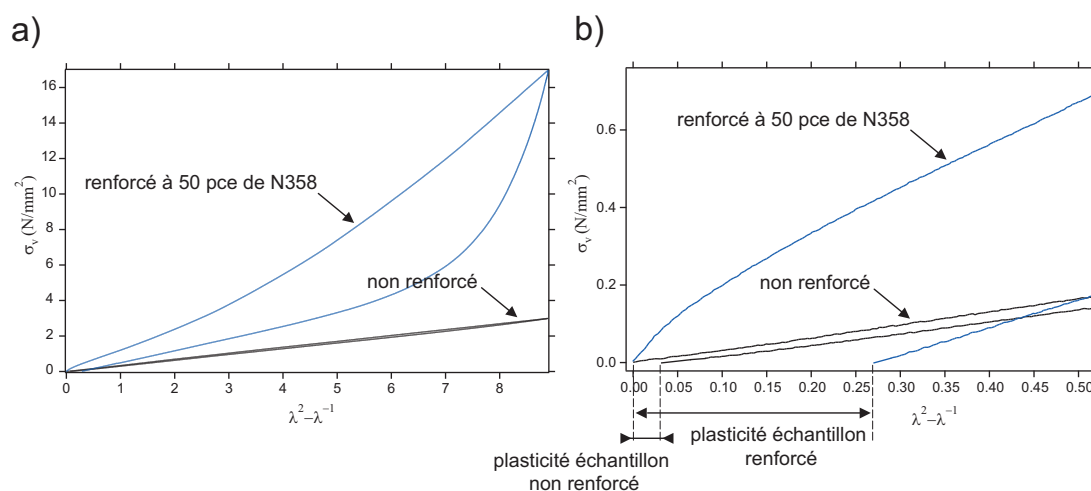 a)
16
14
12
10
8
6
4
2
0
σv (N/mm²)
renforcé à 50 pce de N358
non renforcé
0 1 2 3 4 5 6 7 8
λ²−λ⁻¹
b)
0.6
0.4
0.2
0.0
σv (N/mm²)
renforcé à 50 pce de N358
non renforcé
0.00 0.05 0.10 0.15 0.20 0.25 0.30 0.35 0.40 0.45 0.50
λ²−λ⁻¹
plasticité échantillon
renforcé
plasticité échantillon
non renforcé